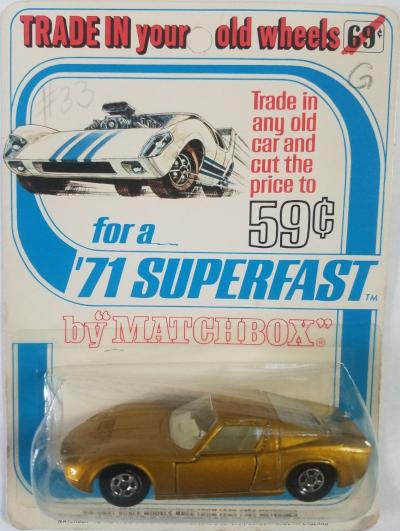 TRADE IN your old wheels 69¢
#33
G
Trade in
any old
car and
cut the
price to
59¢
for a
'71 SUPERFAST TM
by "MATCHBOX"®